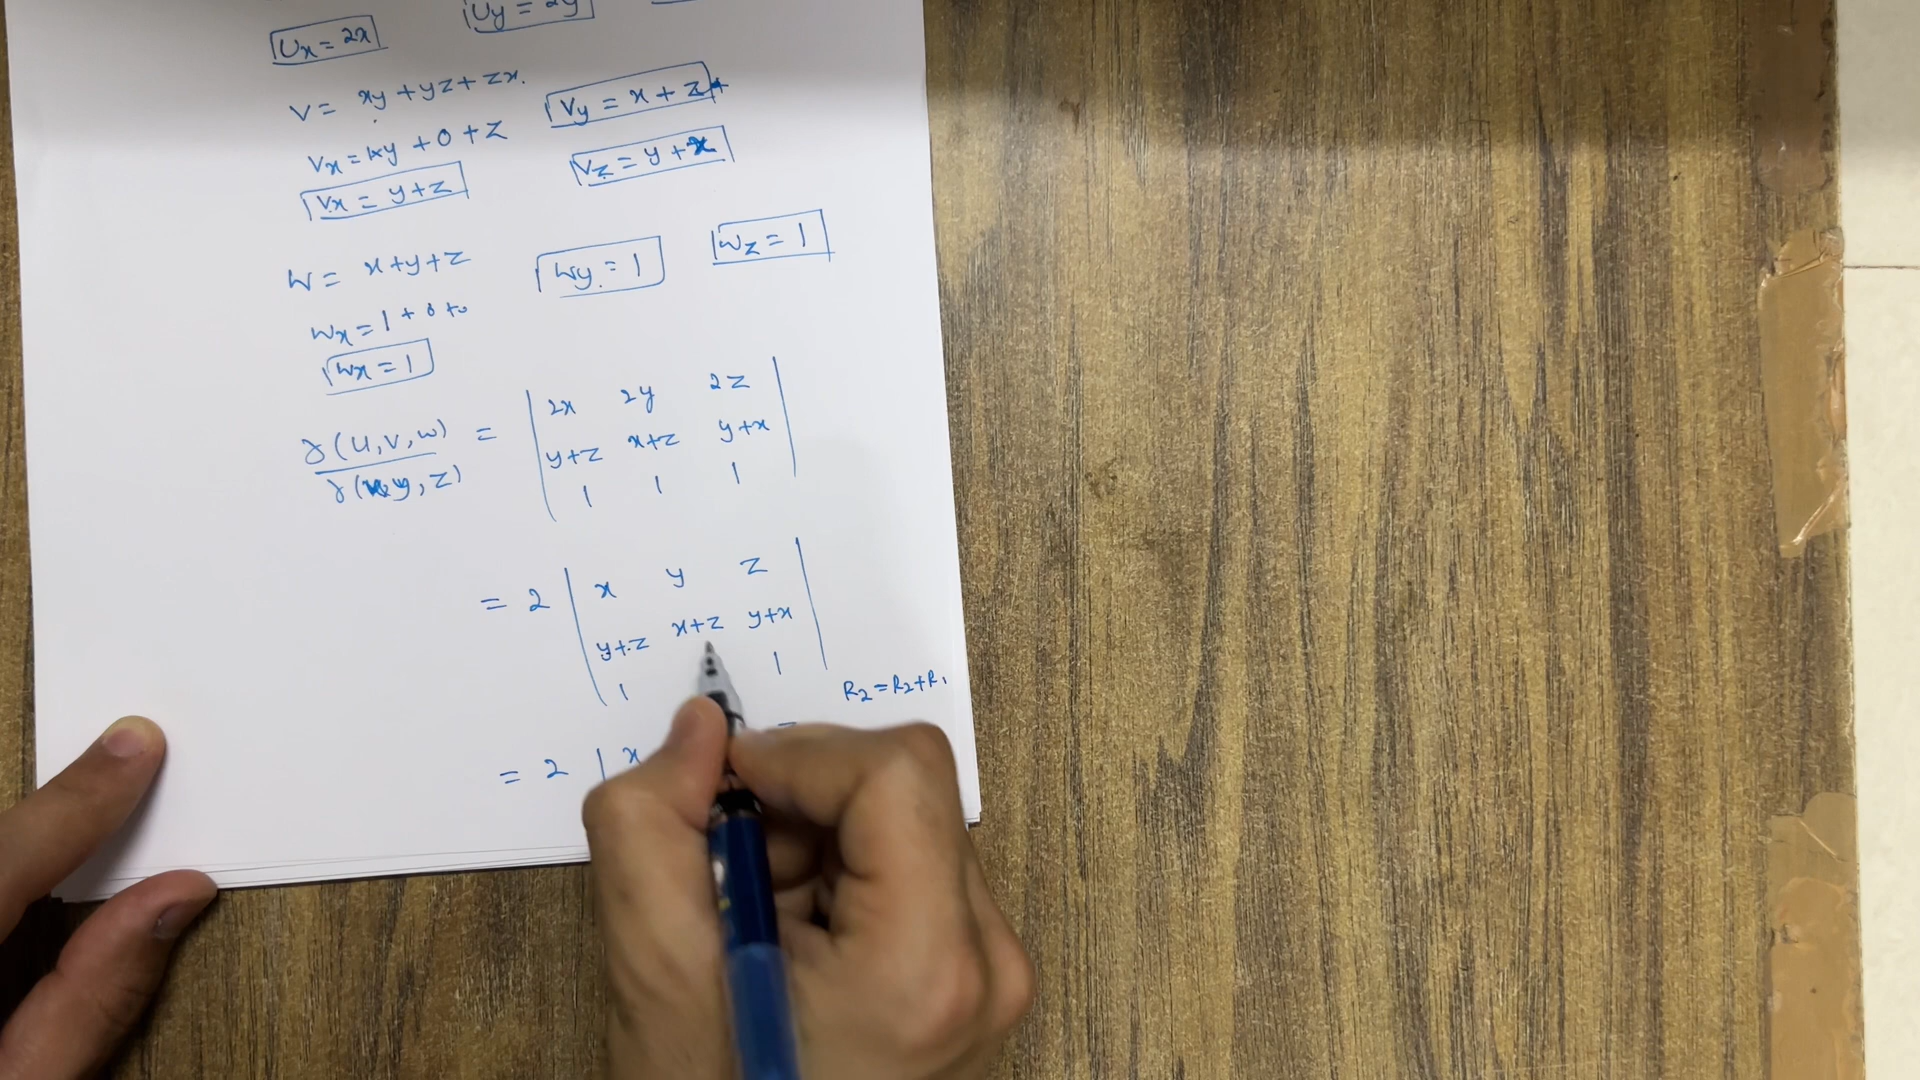 Ux = 2x   Uy = 2y
V = xy + yz + zx.
Vx = y + 0 + z   Vy = x + z
Vx = y + z   Vz = y + x
W = x + y + z   Wy = 1   Wz = 1
Wx = 1 + 0 + 0
Wx = 1
∂(u, v, w) / ∂(x, y, z) = | 2x 2y 2z |
| y+z x+z y+x |
| 1 1 1 |
= 2 | x y z |
| y+z x+z y+x |
| 1 1 |
R2 = R2 + R1
= 2 | x